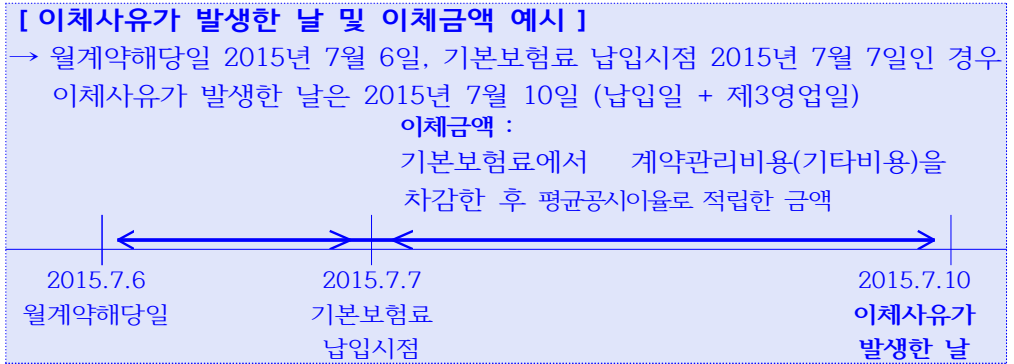 [ 이체사유가 발생한 날 및 이체금액 예시 ]
→ 월계약해당일 2015년 7월 6일, 기본보험료 납입시점 2015년 7월 7일인 경우
이체사유가 발생한 날은 2015년 7월 10일 (납입일 + 제3영업일)
이체금액 :
기본보험료에서 계약관리비용(기타비용)을
차감한 후 평균공시이율로 적립한 금액
2015.7.6 2015.7.7 2015.7.10
월계약해당일 기본보험료 이체사유가
납입시점 발생한 날